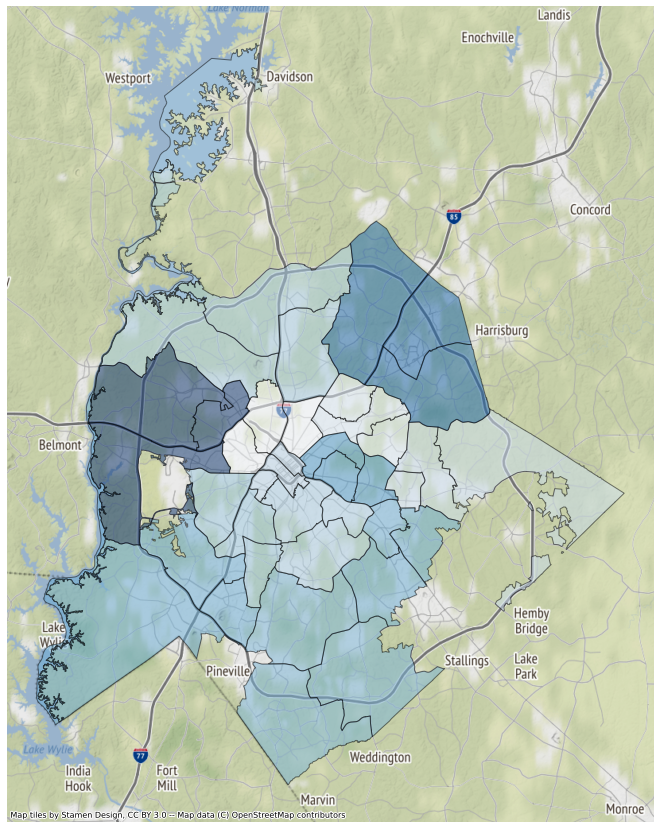 Lake Norman
Landis
Enochville
Westport
Davidson
85
Concord
Harrisburg
Belmont
Lake
Wylie
Hemby
Bridge
Pineville
Stallings
Lake
Park
Lake Wylie
77
Weddington
India
Hook
Fort
Mill
Marvin
Monroe
Map tiles by Stamen Design, CC BY 3.0 -- Map data (C) OpenStreetMap contributors